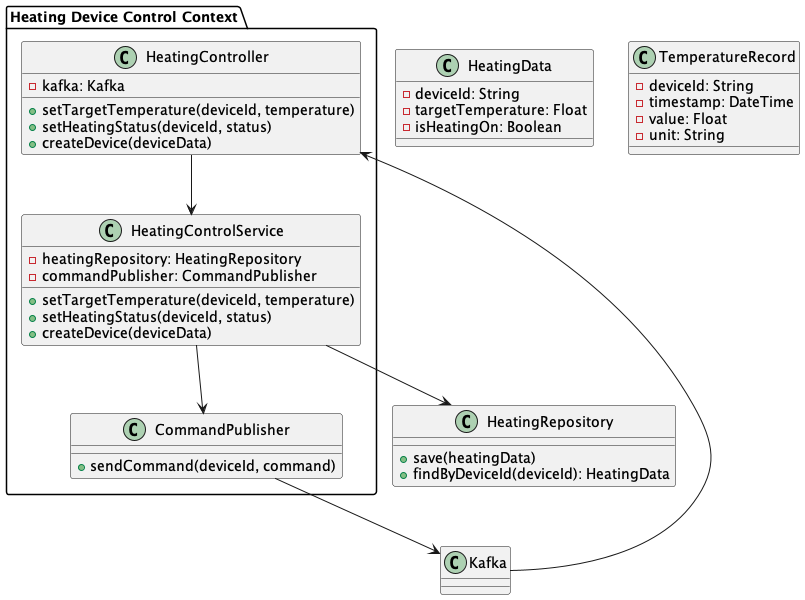 Heating Device Control Context
C HeatingController
kafka: Kafka
setTargetTemperature(deviceId, temperature)
setHeatingStatus(deviceId, status)
createDevice(deviceData)
C HeatingData
deviceId: String
targetTemperature: Float
isHeatingOn: Boolean
C TemperatureRecord
deviceId: String
timestamp: DateTime
value: Float
unit: String
C HeatingControlService
heatingRepository: HeatingRepository
commandPublisher: CommandPublisher
setTargetTemperature(deviceId, temperature)
setHeatingStatus(deviceId, status)
createDevice(deviceData)
C CommandPublisher
sendCommand(deviceId, command)
C HeatingRepository
save(heatingData)
findByDeviceId(deviceId): HeatingData
C Kafka